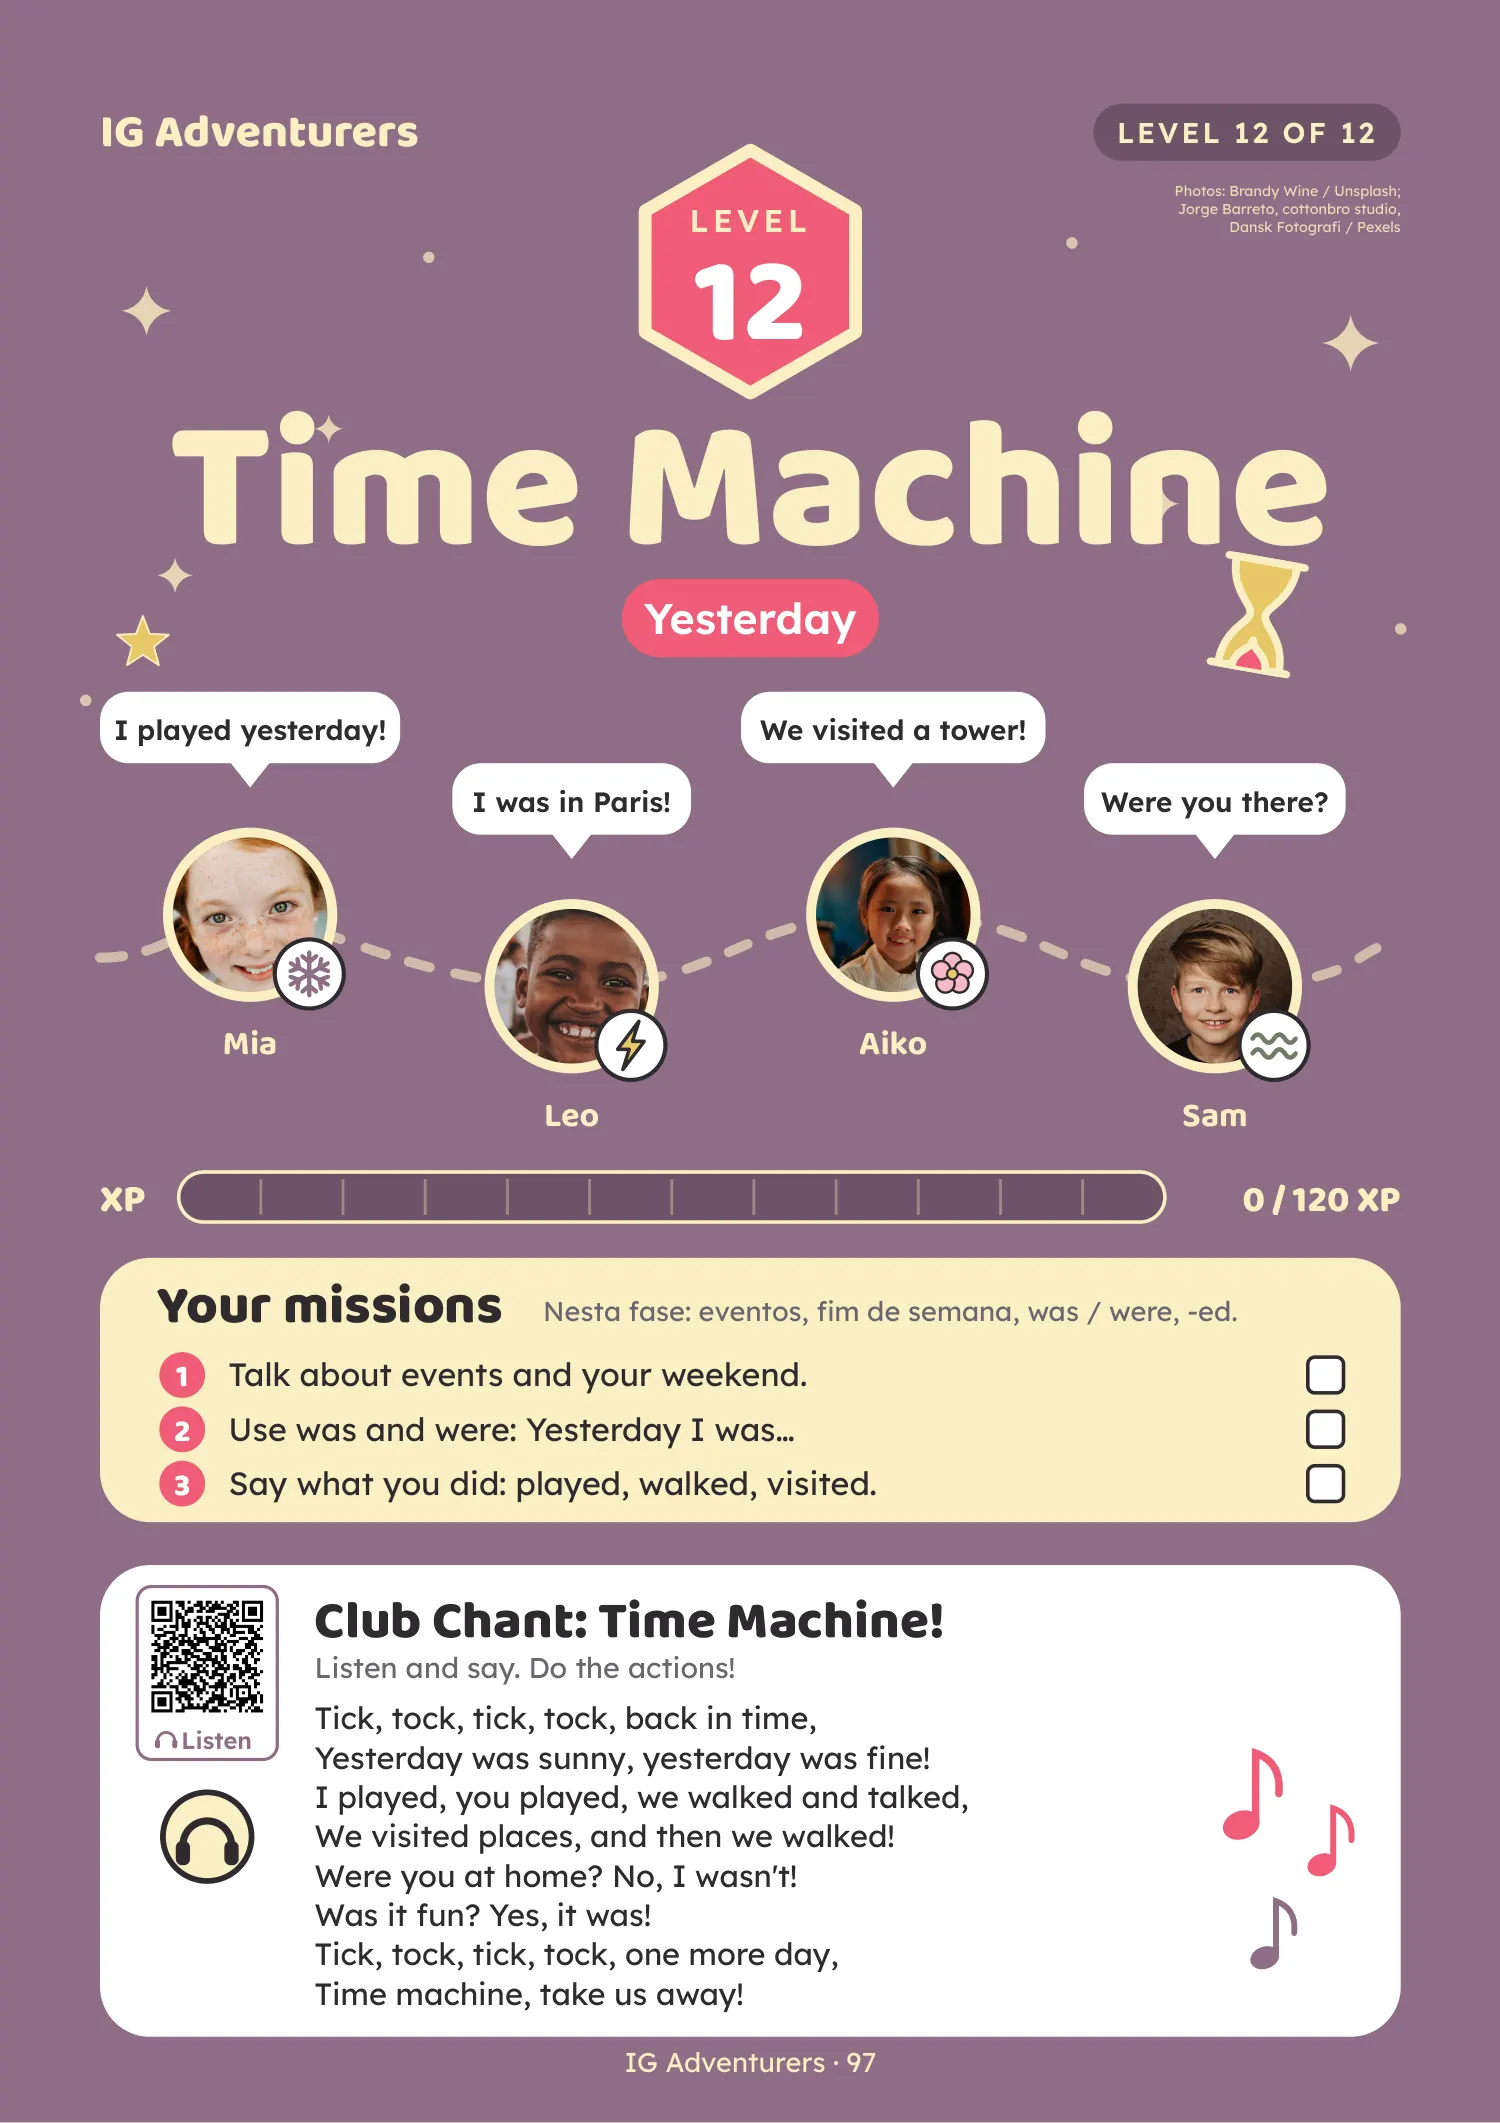 IG Adventurers
LEVEL 12 OF 12
Photos: Brandy Wine / Unsplash;
Jorge Barreto, cottonbro studio,
Dansk Fotografi / Pexels
LEVEL
12
Time Machine
Yesterday
I played yesterday!
We visited a tower!
I was in Paris!
Were you there?
Mia
Aiko
Leo
Sam
XP
0 / 120 XP
Your missions
Nesta fase: eventos, fim de semana, was / were, -ed.
1 Talk about events and your weekend.
2 Use was and were: Yesterday I was...
3 Say what you did: played, walked, visited.
Listen
Club Chant: Time Machine!
Listen and say. Do the actions!
Tick, tock, tick, tock, back in time,
Yesterday was sunny, yesterday was fine!
I played, you played, we walked and talked,
We visited places, and then we walked!
Were you at home? No, I wasn't!
Was it fun? Yes, it was!
Tick, tock, tick, tock, one more day,
Time machine, take us away!
IG Adventurers · 97